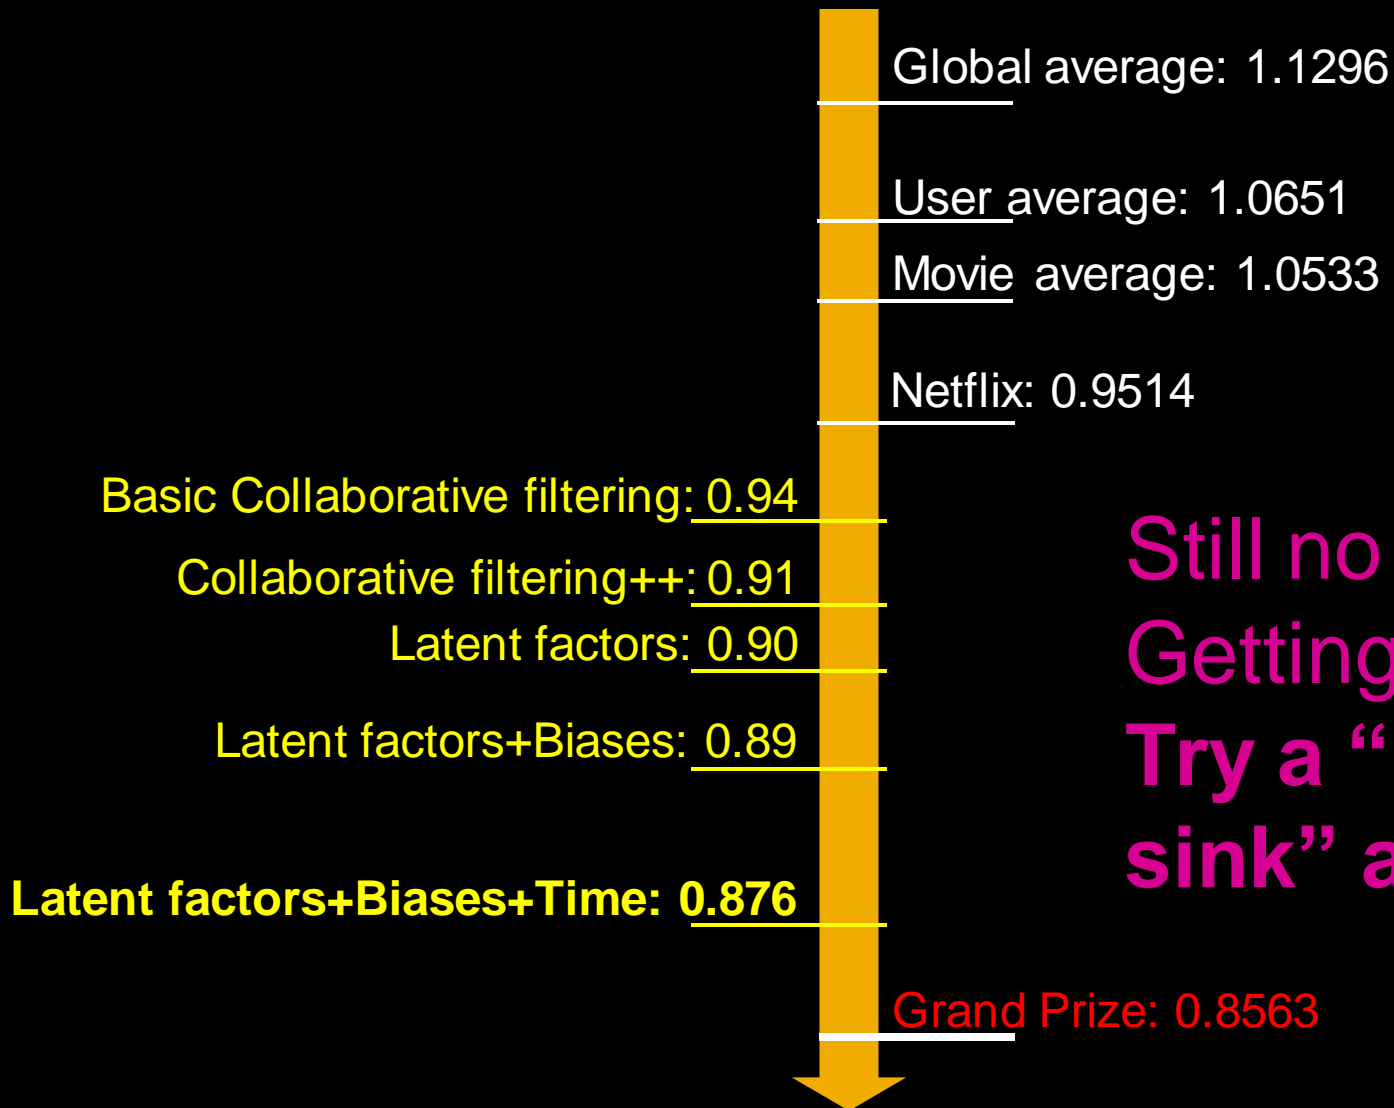 Global average: 1.1296
User average: 1.0651
Movie average: 1.0533
Netflix: 0.9514
Basic Collaborative filtering: 0.94
Collaborative filtering++: 0.91
Latent factors: 0.90
Latent factors+Biases: 0.89
Latent factors+Biases+Time: 0.876
Still no
Getting
Try a “
sink” a
Grand Prize: 0.8563